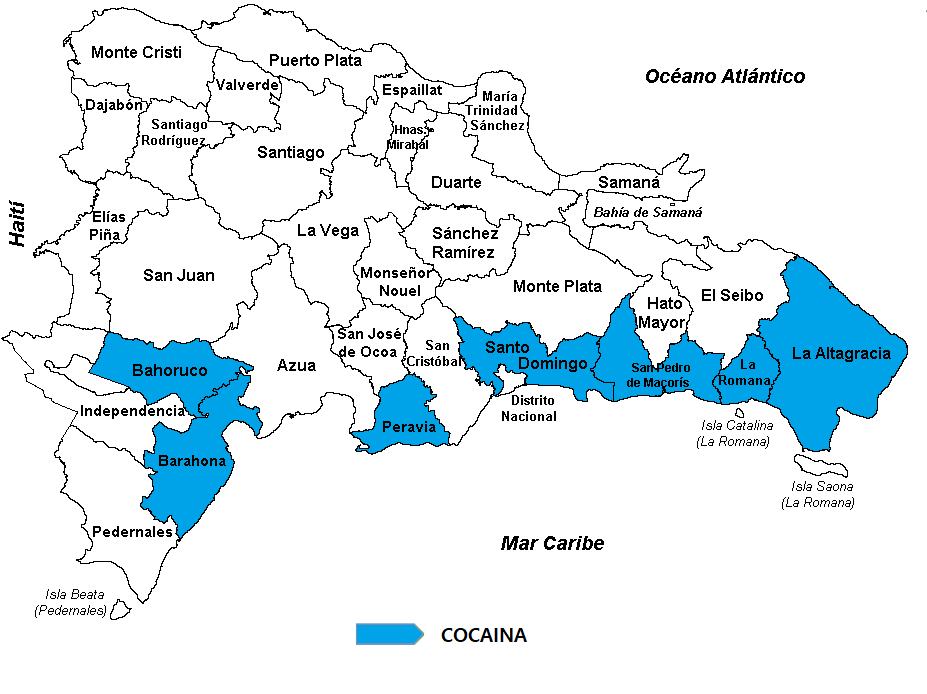 Monte Cristi
Puerto Plata
Océano Atlántico
Valverde
Espaillat
Dajabón
María
Trinidad
Sánchez
Santiago
Rodríguez
Hnas.
Mirabál
Santiago
Duarte
Samaná
Haití
Elías
Piña
Bahía de Samaná
La Vega
Sánchez
Ramírez
San Juan
Monseñor
Nouel
Monte Plata
El Seibo
Hato
Mayor
San José
de Ocoa
San
Cristóbal
Santo
Domingo
La Altagracia
Bahoruco
Azua
San Pedro
de Macorís
La
Romana
Independencia
Distrito
Nacional
Peravia
Isla Catalina
(La Romana)
Barahona
Isla Saona
(La Romana)
Pedernales
Mar Caribe
Isla Beata
(Pedernales)
COCAINA